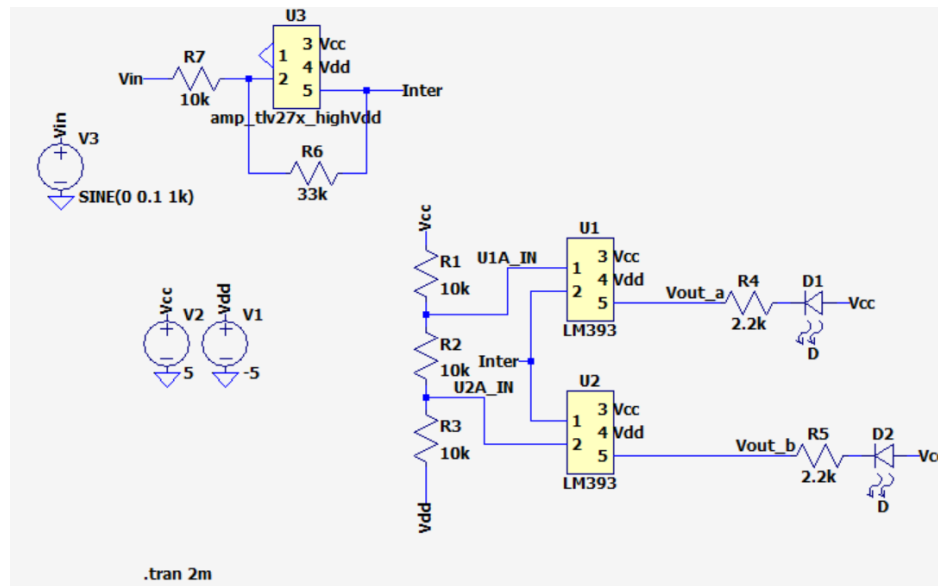 U3
3 Vcc
1
4 Vdd
2
5
R7
Vin
10k
Inter
amp_tlv27x_highVdd
R6
33k
Vin
V3
SINE(0 0.1 1k)
Vcc
R1
10k
U1A_IN
U1
3 Vcc
1
4 Vdd
2
5
LM393
Vout_a
R4
2.2k
D1
Vcc
D
Vcc
V2
5
Vdd
V1
-5
R2
10k
Inter
U2A_IN
U2
3 Vcc
1
4 Vdd
2
5
LM393
R3
10k
Vdd
Vout_b
R5
2.2k
D2
Vc
D
.tran 2m